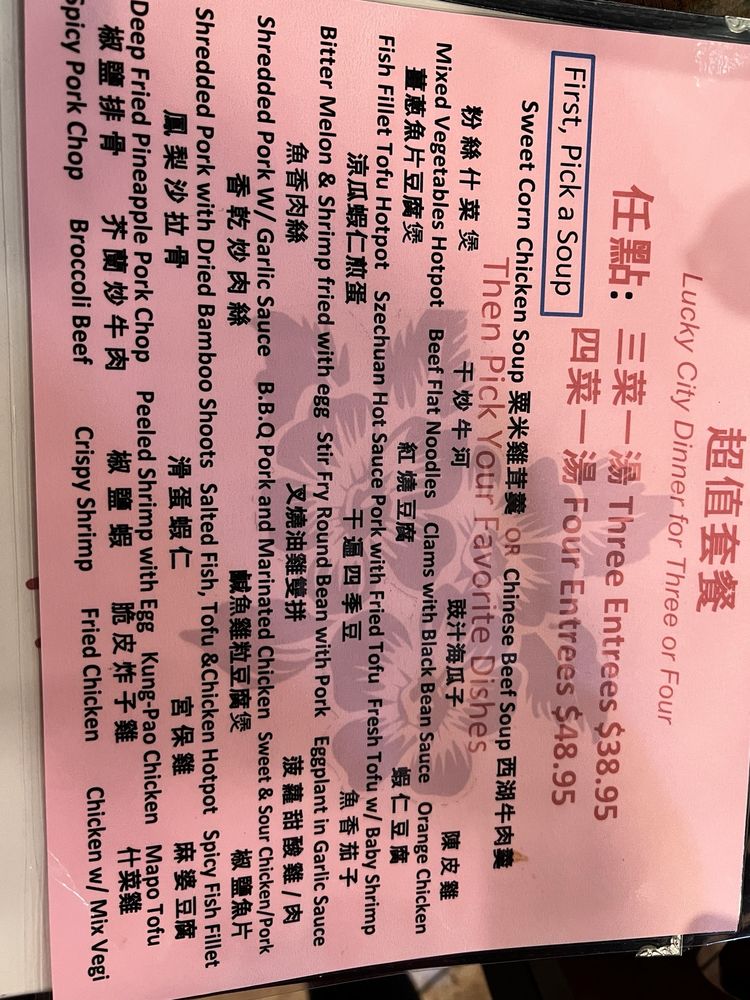 超值套餐
Lucky City Dinner for Three or Four
任點: 三菜一湯 Three Entrees $38.95
四菜一湯 Four Entrees $48.95
First, Pick a Soup
Sweet Corn Chicken Soup 粟米雞茸羹 OR Chinese Beef Soup 西湖牛肉羹
Then Pick Your Favorite Dishes
粉絲什菜煲 干炒牛河 豉汁海瓜子 陳皮雞
Mixed Vegetables Hotpot Beef Flat Noodles Clams with Black Bean Sauce Orange Chicken
薑蔥魚片豆腐煲 紅燒豆腐 蝦仁豆腐
Fish Fillet Tofu Hotpot Szechuan Hot Sauce Pork with Fried Tofu Fresh Tofu w/ Baby Shrimp
涼瓜蝦仁煎蛋 干逼四季豆 魚香茄子
Bitter Melon & Shrimp fried with egg Stir Fry Round Bean with Pork Eggplant in Garlic Sauce
魚香肉絲 叉燒油雞雙拼 菠蘿甜酸雞/肉
Shredded Pork W/ Garlic Sauce B.B.Q Pork and Marinated Chicken Sweet & Sour Chicken/Pork
香乾炒肉絲 鹹魚雞粒豆腐煲 椒鹽魚片
Shredded Pork with Dried Bamboo Shoots Salted Fish, Tofu &Chicken Hotpot Spicy Fish Fillet
鳳梨沙拉骨 滑蛋蝦仁 宮保雞 麻婆豆腐
Deep Fried Pineapple Pork Chop Peeled Shrimp with Egg Kung-Pao Chicken Mapo Tofu
椒鹽排骨 芥蘭炒牛肉 椒鹽蝦 脆皮炸子雞 什菜雞
Spicy Pork Chop Broccoli Beef Crispy Shrimp Fried Chicken Chicken w/ Mix Vegi